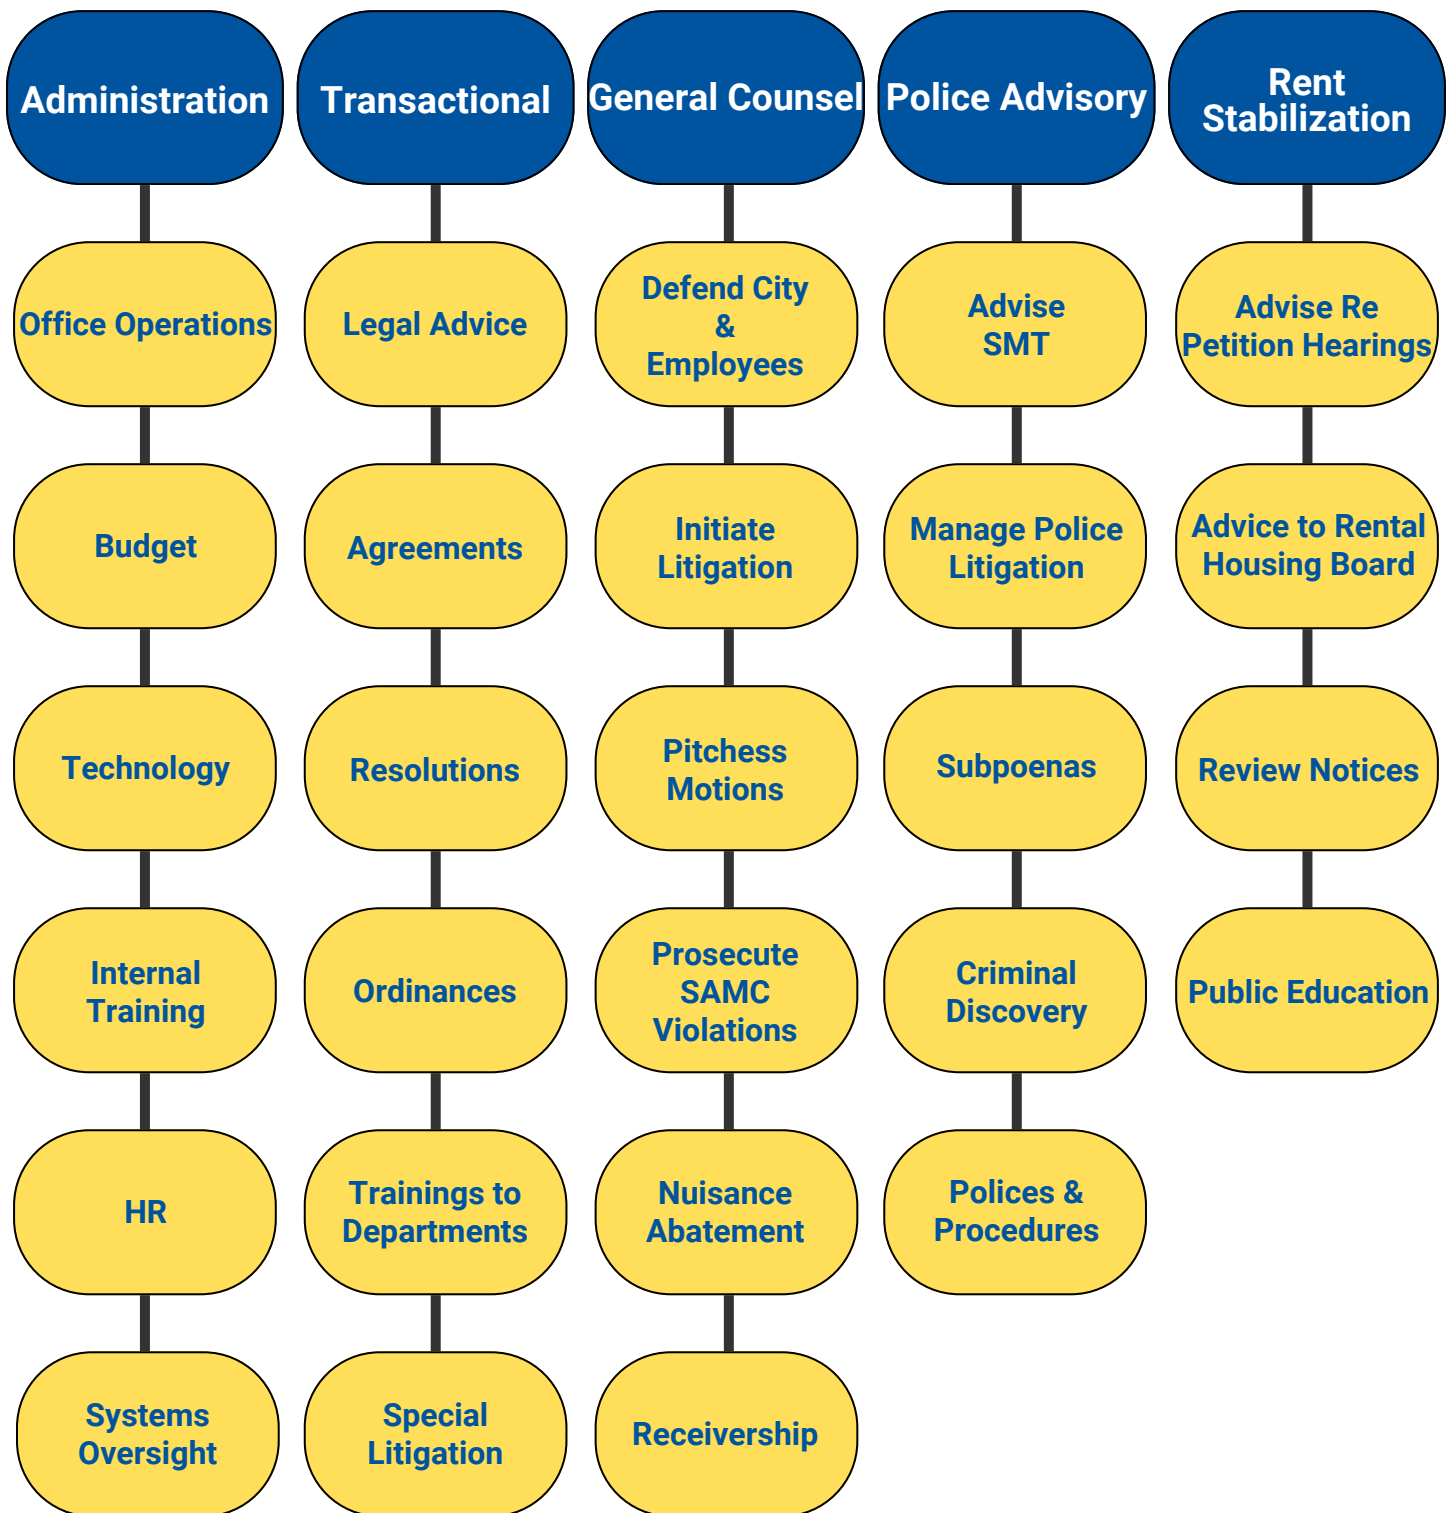 Administration
Office Operations
Budget
Technology
Internal
Training
HR
Systems
Oversight
Transactional
Legal Advice
Agreements
Resolutions
Ordinances
Trainings to
Departments
Special
Litigation
General Counsel
Defend City
&
Employees
Initiate
Litigation
Pitchess
Motions
Prosecute
SAMC
Violations
Nuisance
Abatement
Receivership
Police Advisory
Advise
SMT
Manage Police
Litigation
Subpoenas
Criminal
Discovery
Polices &
Procedures
Rent
Stabilization
Advise Re
Petition Hearings
Advice to Rental
Housing Board
Review Notices
Public Education